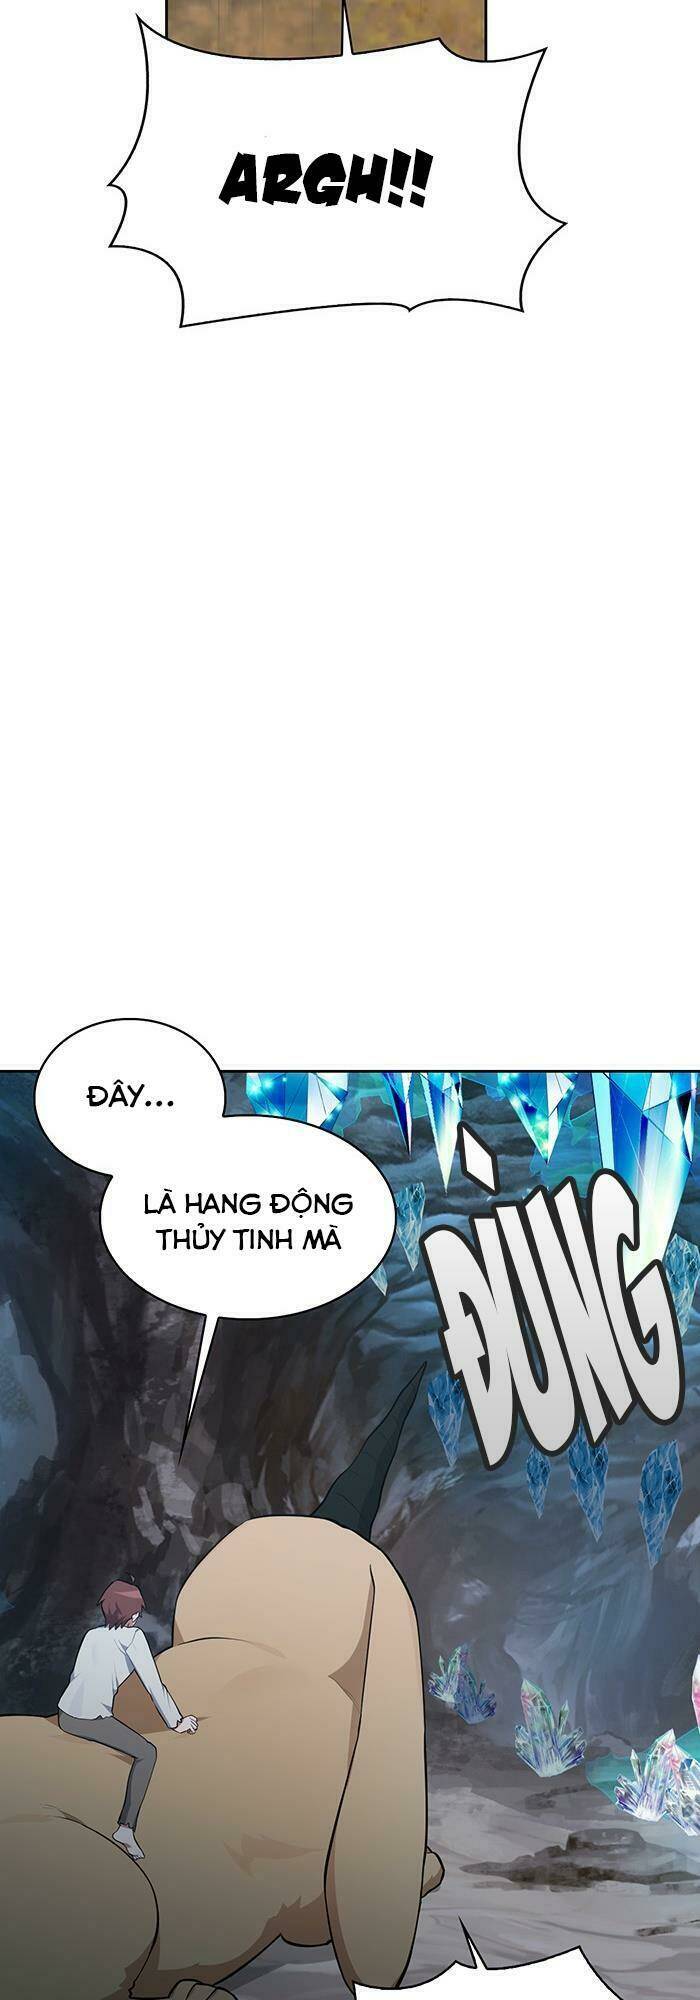 ARGH!!
ĐÂY...
LÀ HANG ĐỘNG
THỦY TINH MÀ
ĐÙNG